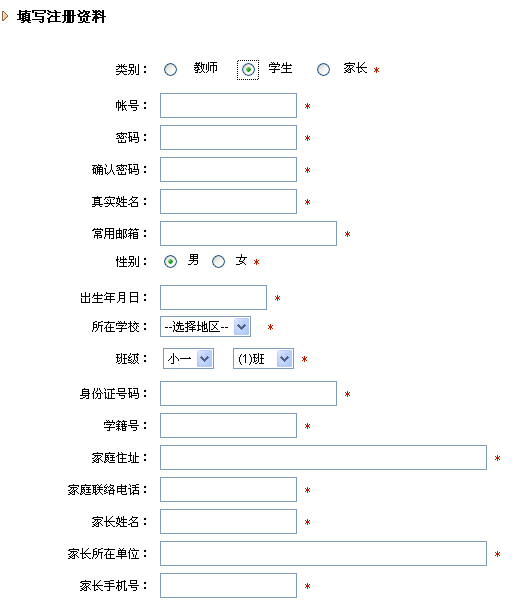 填写注册资料
类别： 教师 学生 家长 *
帐号： *
密码： *
确认密码： *
真实姓名： *
常用邮箱： *
性别： 男 女 *
出生年月日： *
所在学校： --选择地区-- *
班级： 小一 (1)班 *
身份证号码： *
学籍号： *
家庭住址： *
家庭联络电话： *
家长姓名： *
家长所在单位： *
家长手机号： *